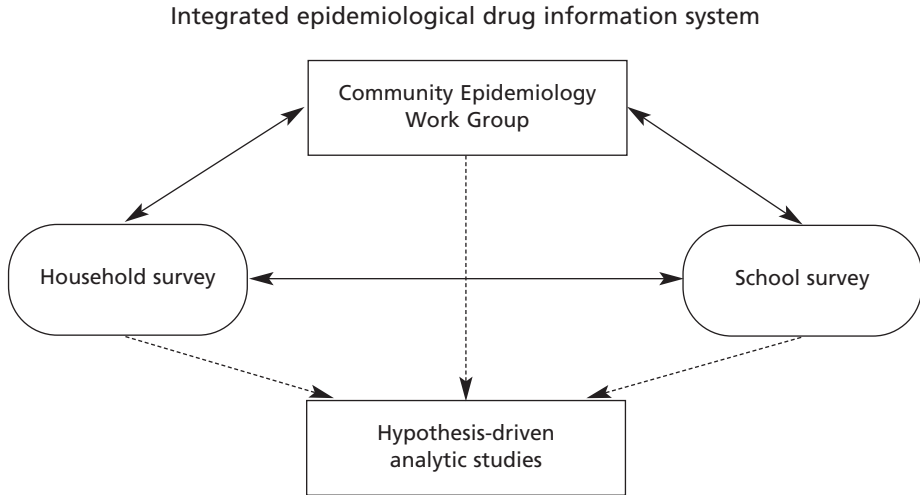 Integrated epidemiological drug information system
Community Epidemiology
Work Group
Household survey
School survey
Hypothesis-driven
analytic studies